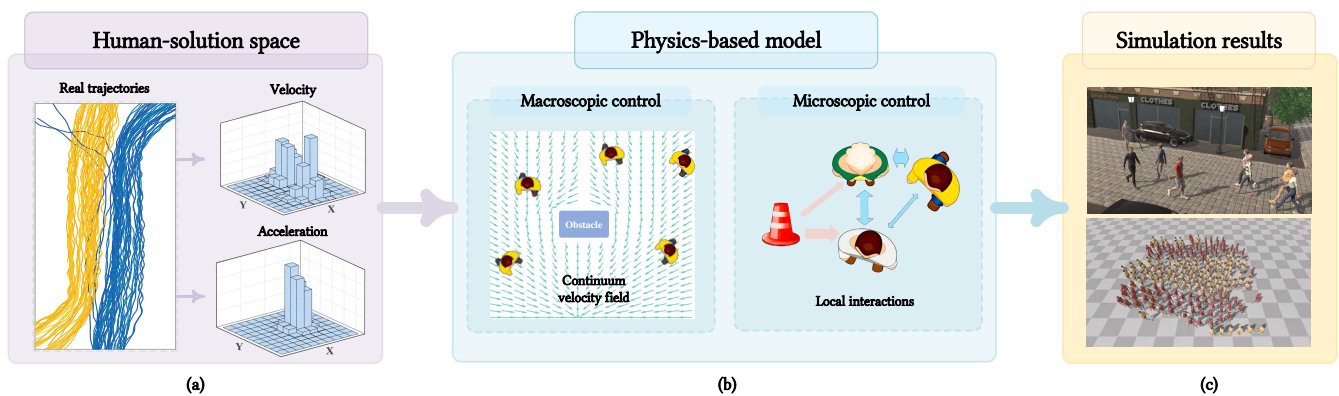 Human-solution space
Real trajectories
Velocity
Y
X
Acceleration
Y
X
(a)
Physics-based model
Macroscopic control
Obstacle
Continuum
velocity field
Microscopic control
Local interactions
(b)
Simulation results
CLOTHES
CLOTHES
(c)